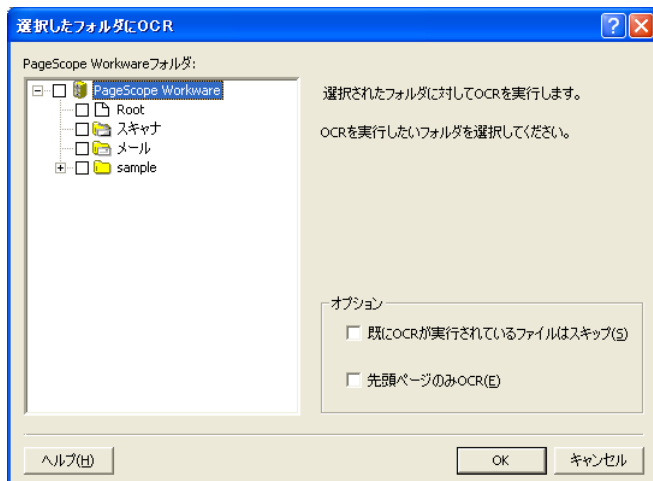 選択したフォルダにOCR
PageScope Workwareフォルダ:
PageScope Workware
Root
スキャナ
メール
sample
選択されたフォルダに対してOCRを実行します。
OCRを実行したいフォルダを選択してください。
オプション
既にOCRが実行されているファイルはスキップ(S)
先頭ページのみOCR(E)
ヘルプ(H)
OK
キャンセル